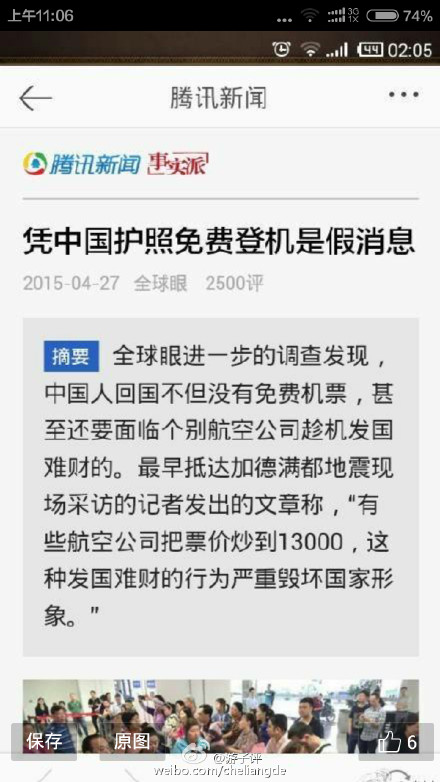 上午11:06
3G
1X
74%
44
02:05
腾讯新闻
腾讯新闻 事实派
凭中国护照免费登机是假消息
2015-04-27 全球眼 2500评
摘要 全球眼进一步的调查发现，
中国人回国不但没有免费机票，甚
至还要面临个别航空公司趁机发国
难财的。最早抵达加德满都地震现
场采访的记者发出的文章称，“有
些航空公司把票价炒到13000，这
种发国难财的行为严重毁坏国家形
象。”
保存
原图
6
@游子评
weibo.com/cheliangde